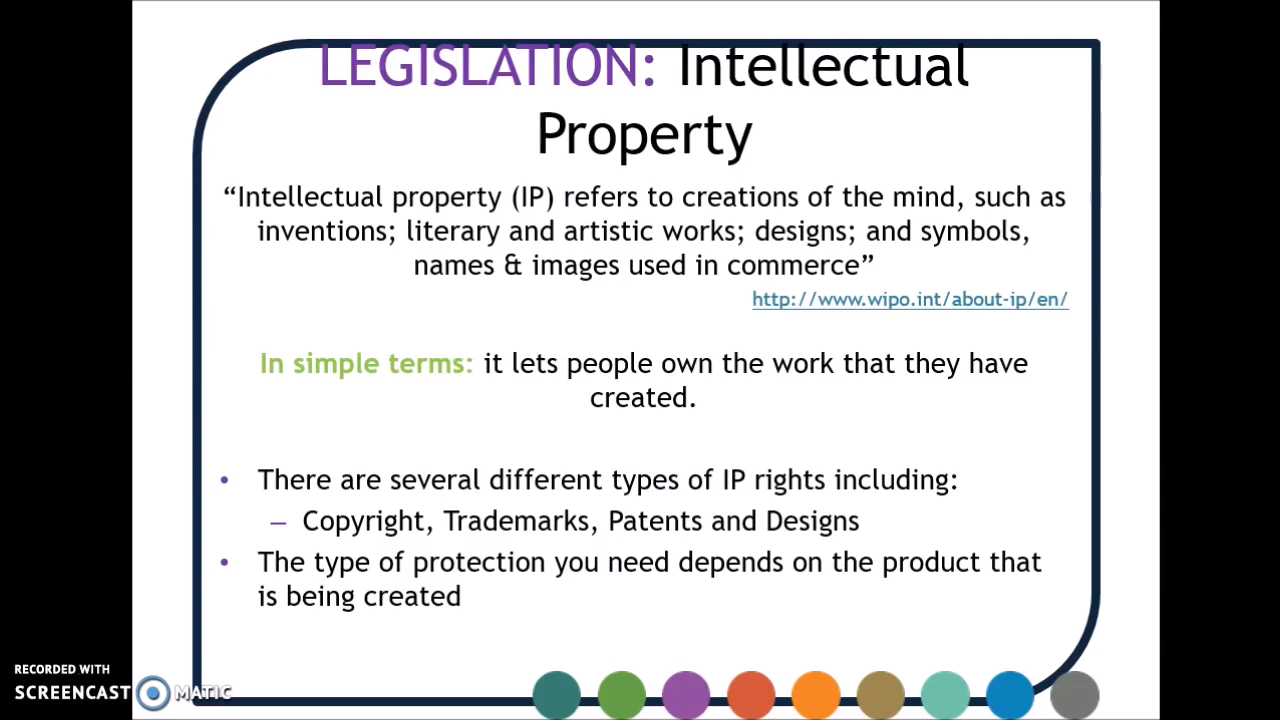 LEGISLATION: Intellectual
Property
“Intellectual property (IP) refers to creations of the mind, such as
inventions; literary and artistic works; designs; and symbols,
names & images used in commerce”
http://www.wipo.int/about-ip/en/
In simple terms: it lets people own the work that they have
created.
• There are several different types of IP rights including:
– Copyright, Trademarks, Patents and Designs
• The type of protection you need depends on the product that
is being created
RECORDED WITH
SCREENCAST MATIC